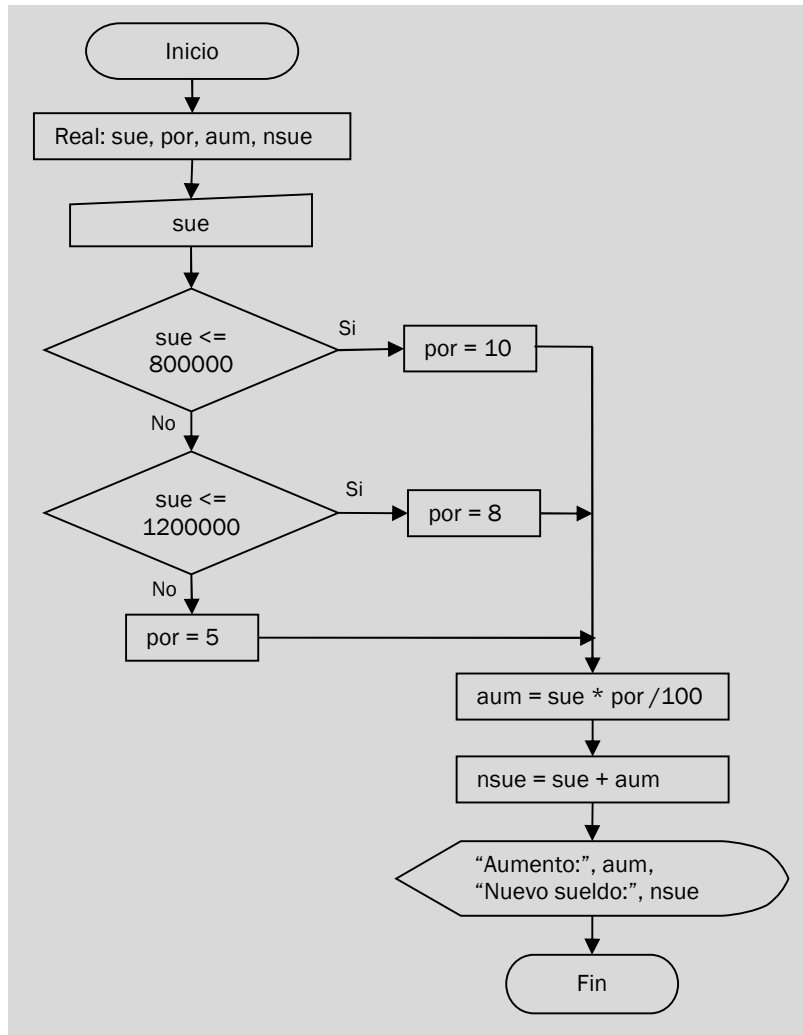 Inicio
Real: sue, por, aum, nsue
sue
sue <=
800000
Si
por = 10
No
sue <=
1200000
Si
por = 8
No
por = 5
aum = sue * por /100
nsue = sue + aum
“Aumento:”, aum,
“Nuevo sueldo:”, nsue
Fin